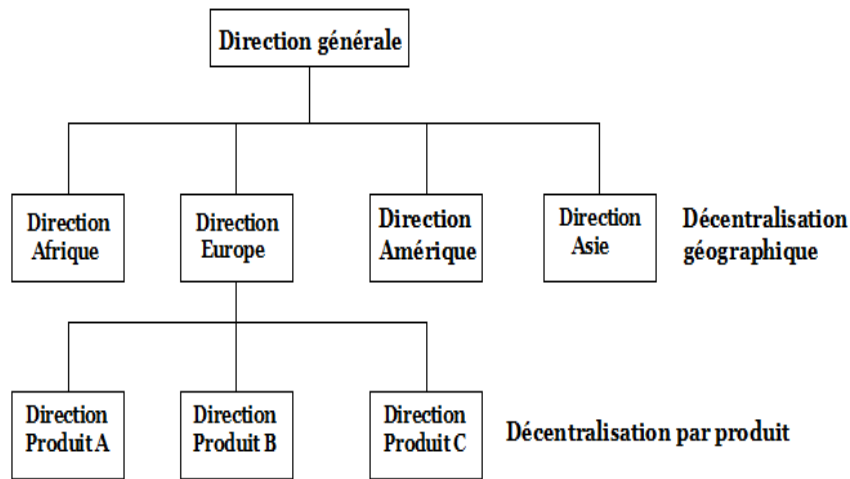 Direction générale
Direction
Afrique
Direction
Europe
Direction
Amérique
Direction
Asie
Décentralisation
géographique
Direction
Produit A
Direction
Produit B
Direction
Produit C
Décentralisation par produit